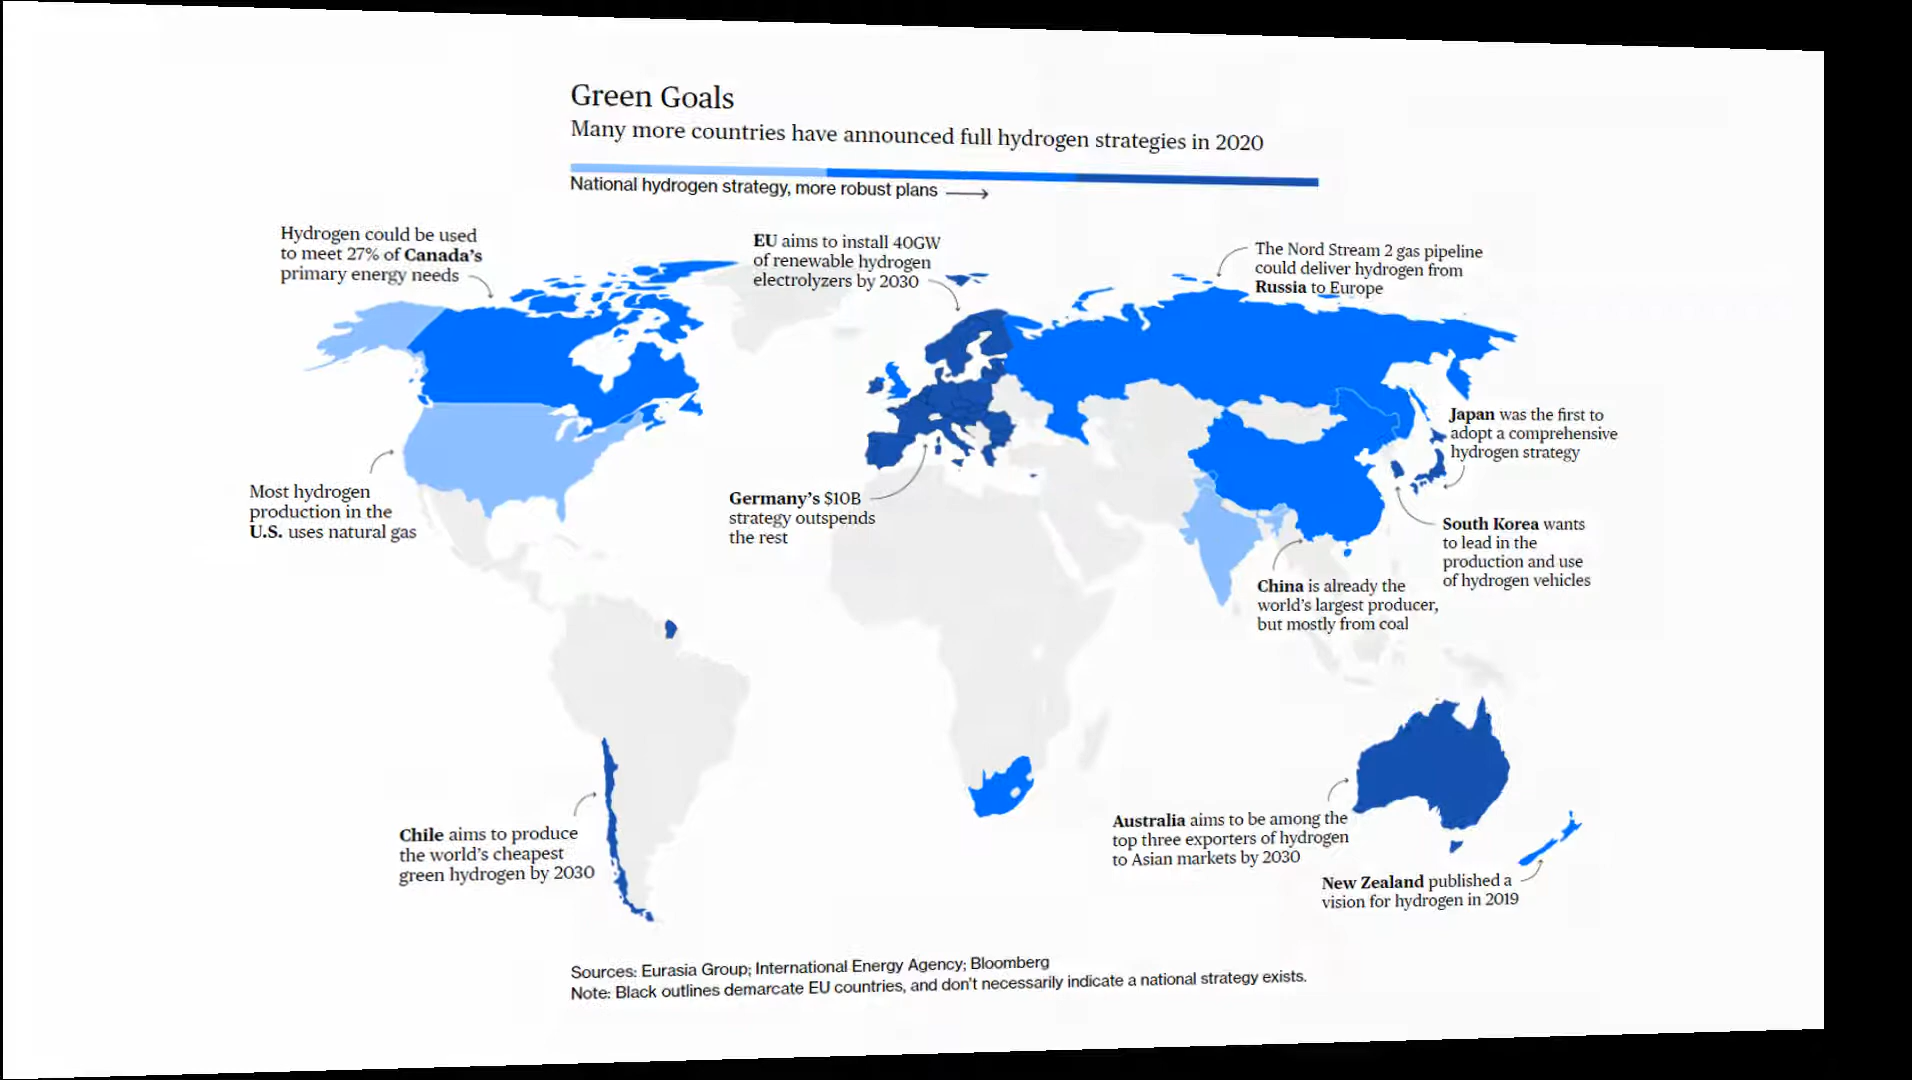 Green Goals
Many more countries have announced full hydrogen strategies in 2020
National hydrogen strategy, more robust plans
Hydrogen could be used
to meet 27% of Canada's
primary energy needs
EU aims to install 40GW
of renewable hydrogen
electrolyzers by 2030
The Nord Stream 2 gas pipeline
could deliver hydrogen from
Russia to Europe
Japan was the first to
adopt a comprehensive
hydrogen strategy
Most hydrogen
production in the
U.S. uses natural gas
Germany's $10B
strategy outspends
the rest
South Korea wants
to lead in the
production and use
of hydrogen vehicles
China is already the
world's largest producer,
but mostly from coal
Chile aims to produce
the world's cheapest
green hydrogen by 2030
Australia aims to be among the
top three exporters of hydrogen
to Asian markets by 2030
New Zealand published a
vision for hydrogen in 2019
Sources: Eurasia Group; International Energy Agency; Bloomberg
Note: Black outlines demarcate EU countries, and don't necessarily indicate a national strategy exists.